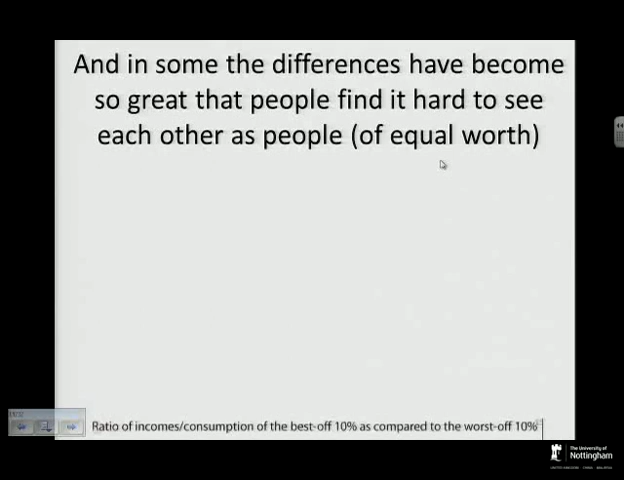 And in some the differences have become
so great that people find it hard to see
each other as people (of equal worth)
Ratio of incomes/consumption of the best-off 10% as compared to the worst-off 10%
The University of
Nottingham